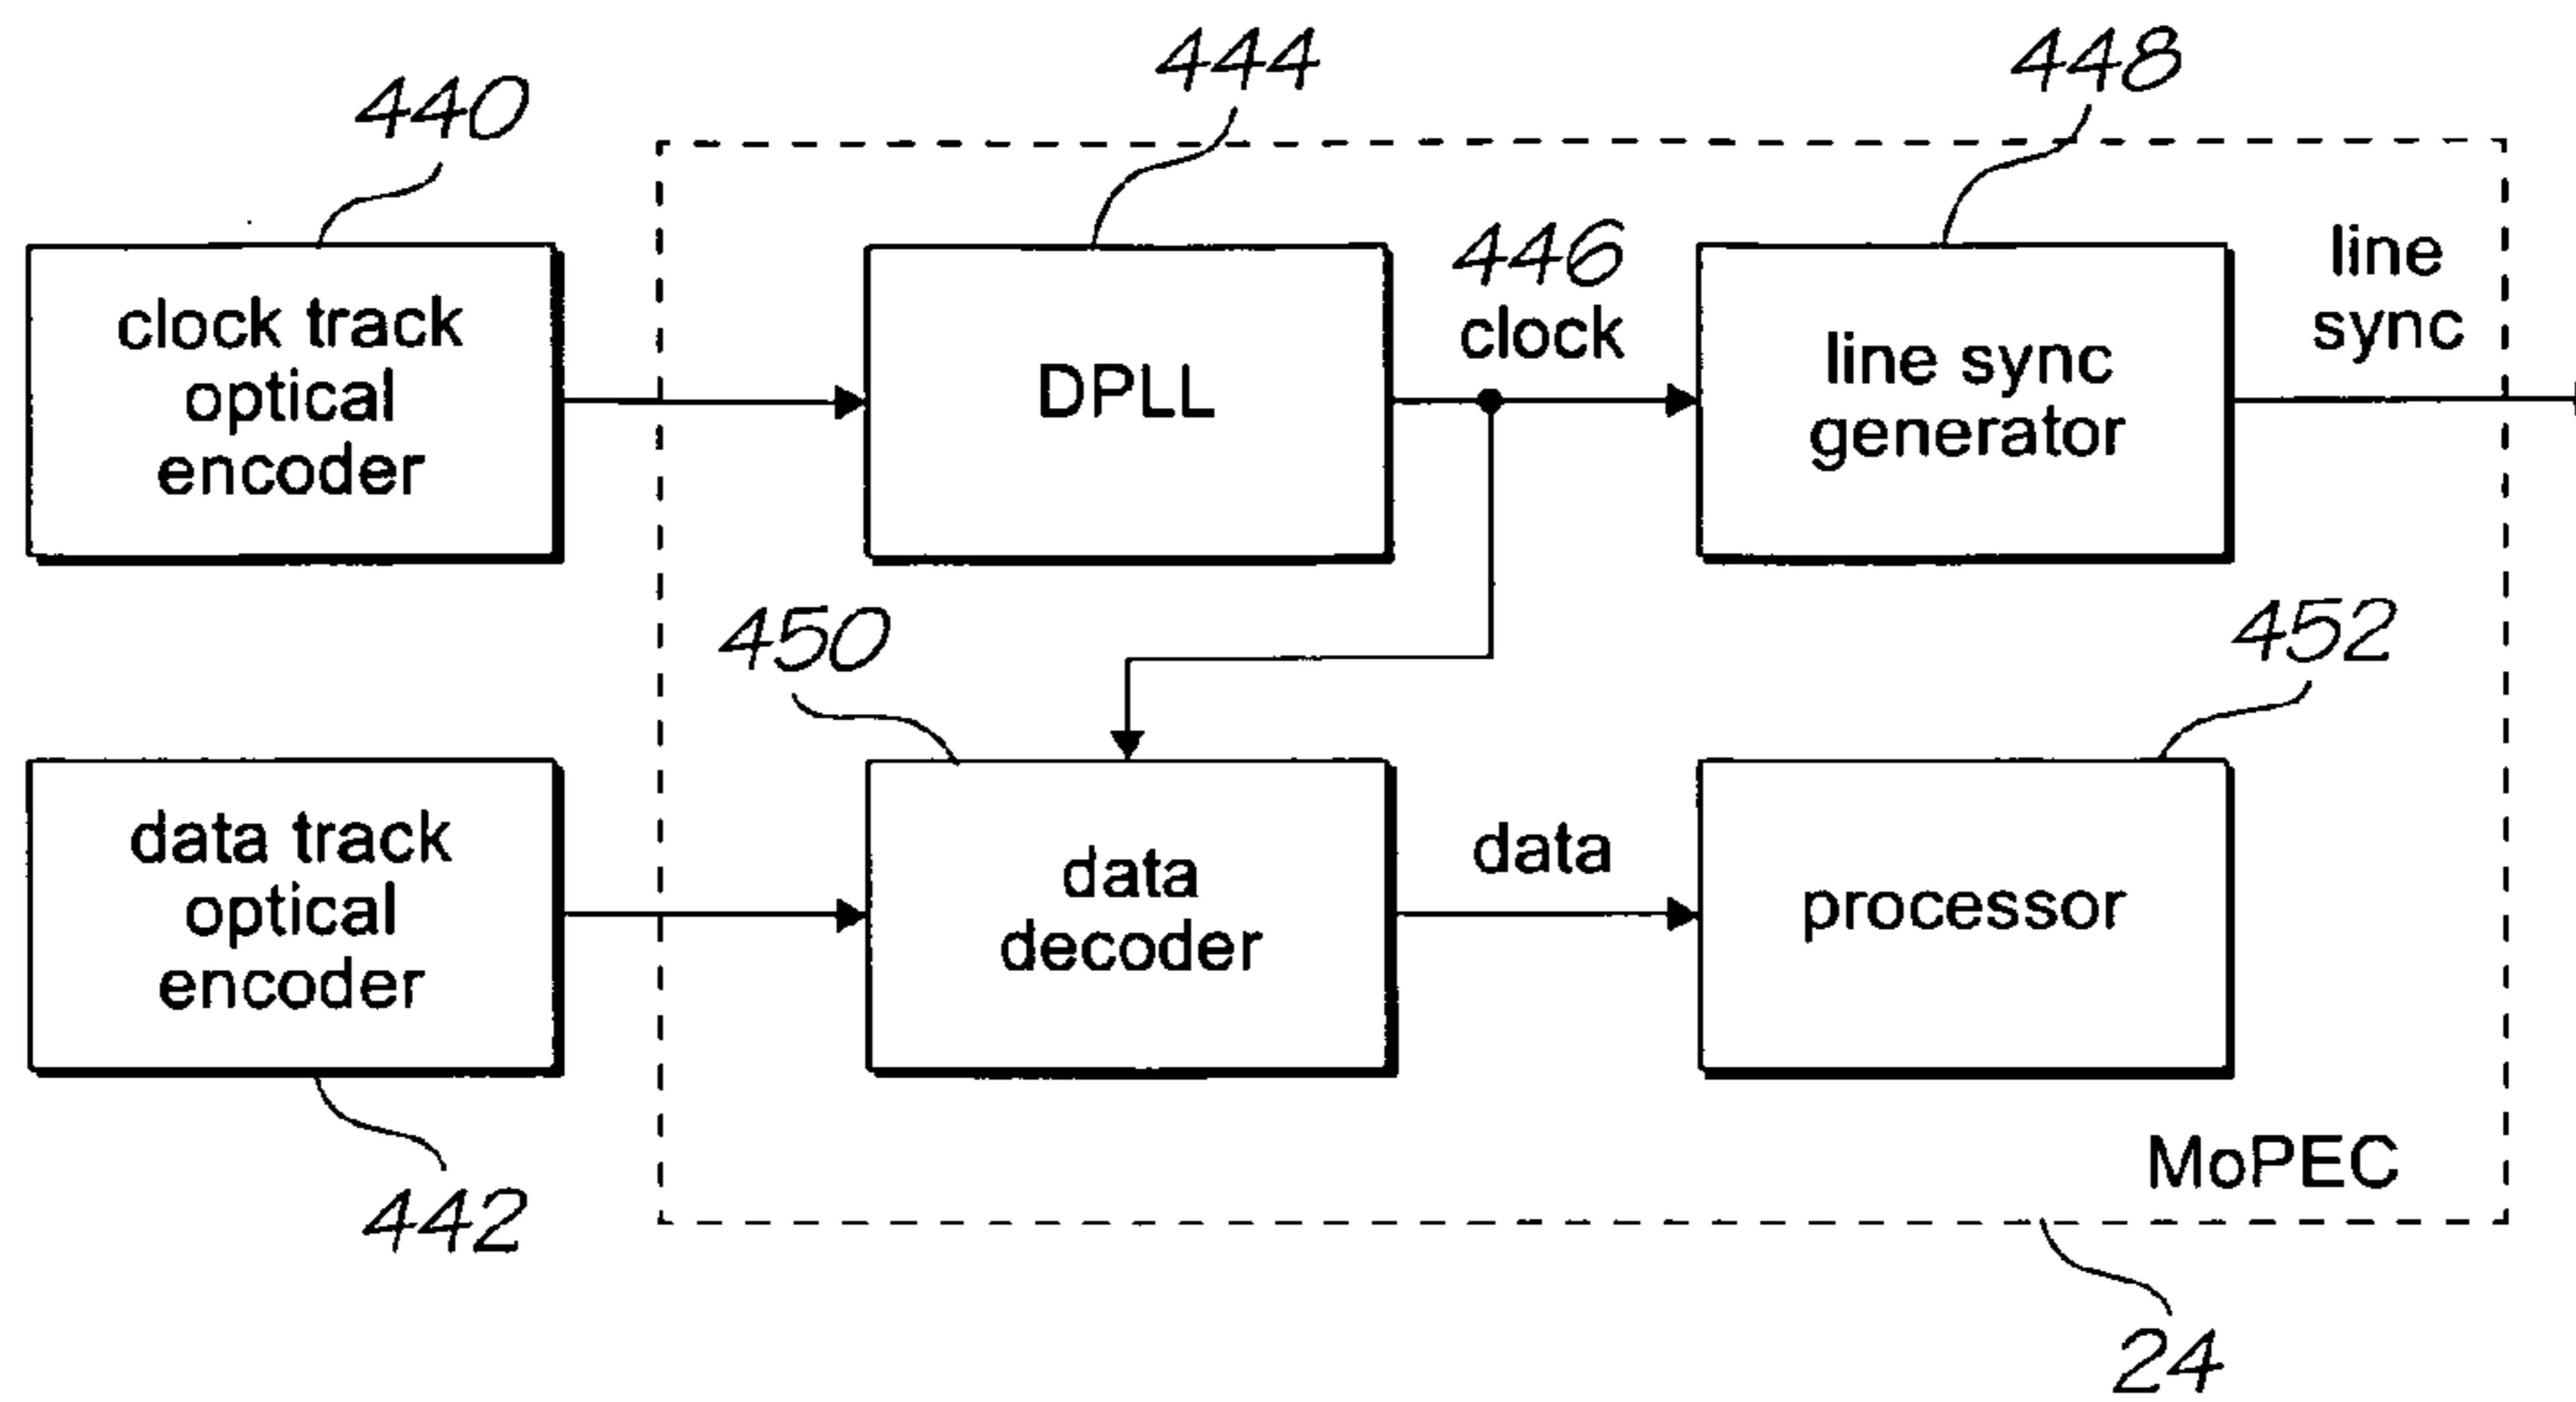 440
444
448
clock track
optical
encoder
DPLL
446
clock
line sync
generator
line
sync
450
452
data track
optical
encoder
data
decoder
data
processor
MoPEC
442
24